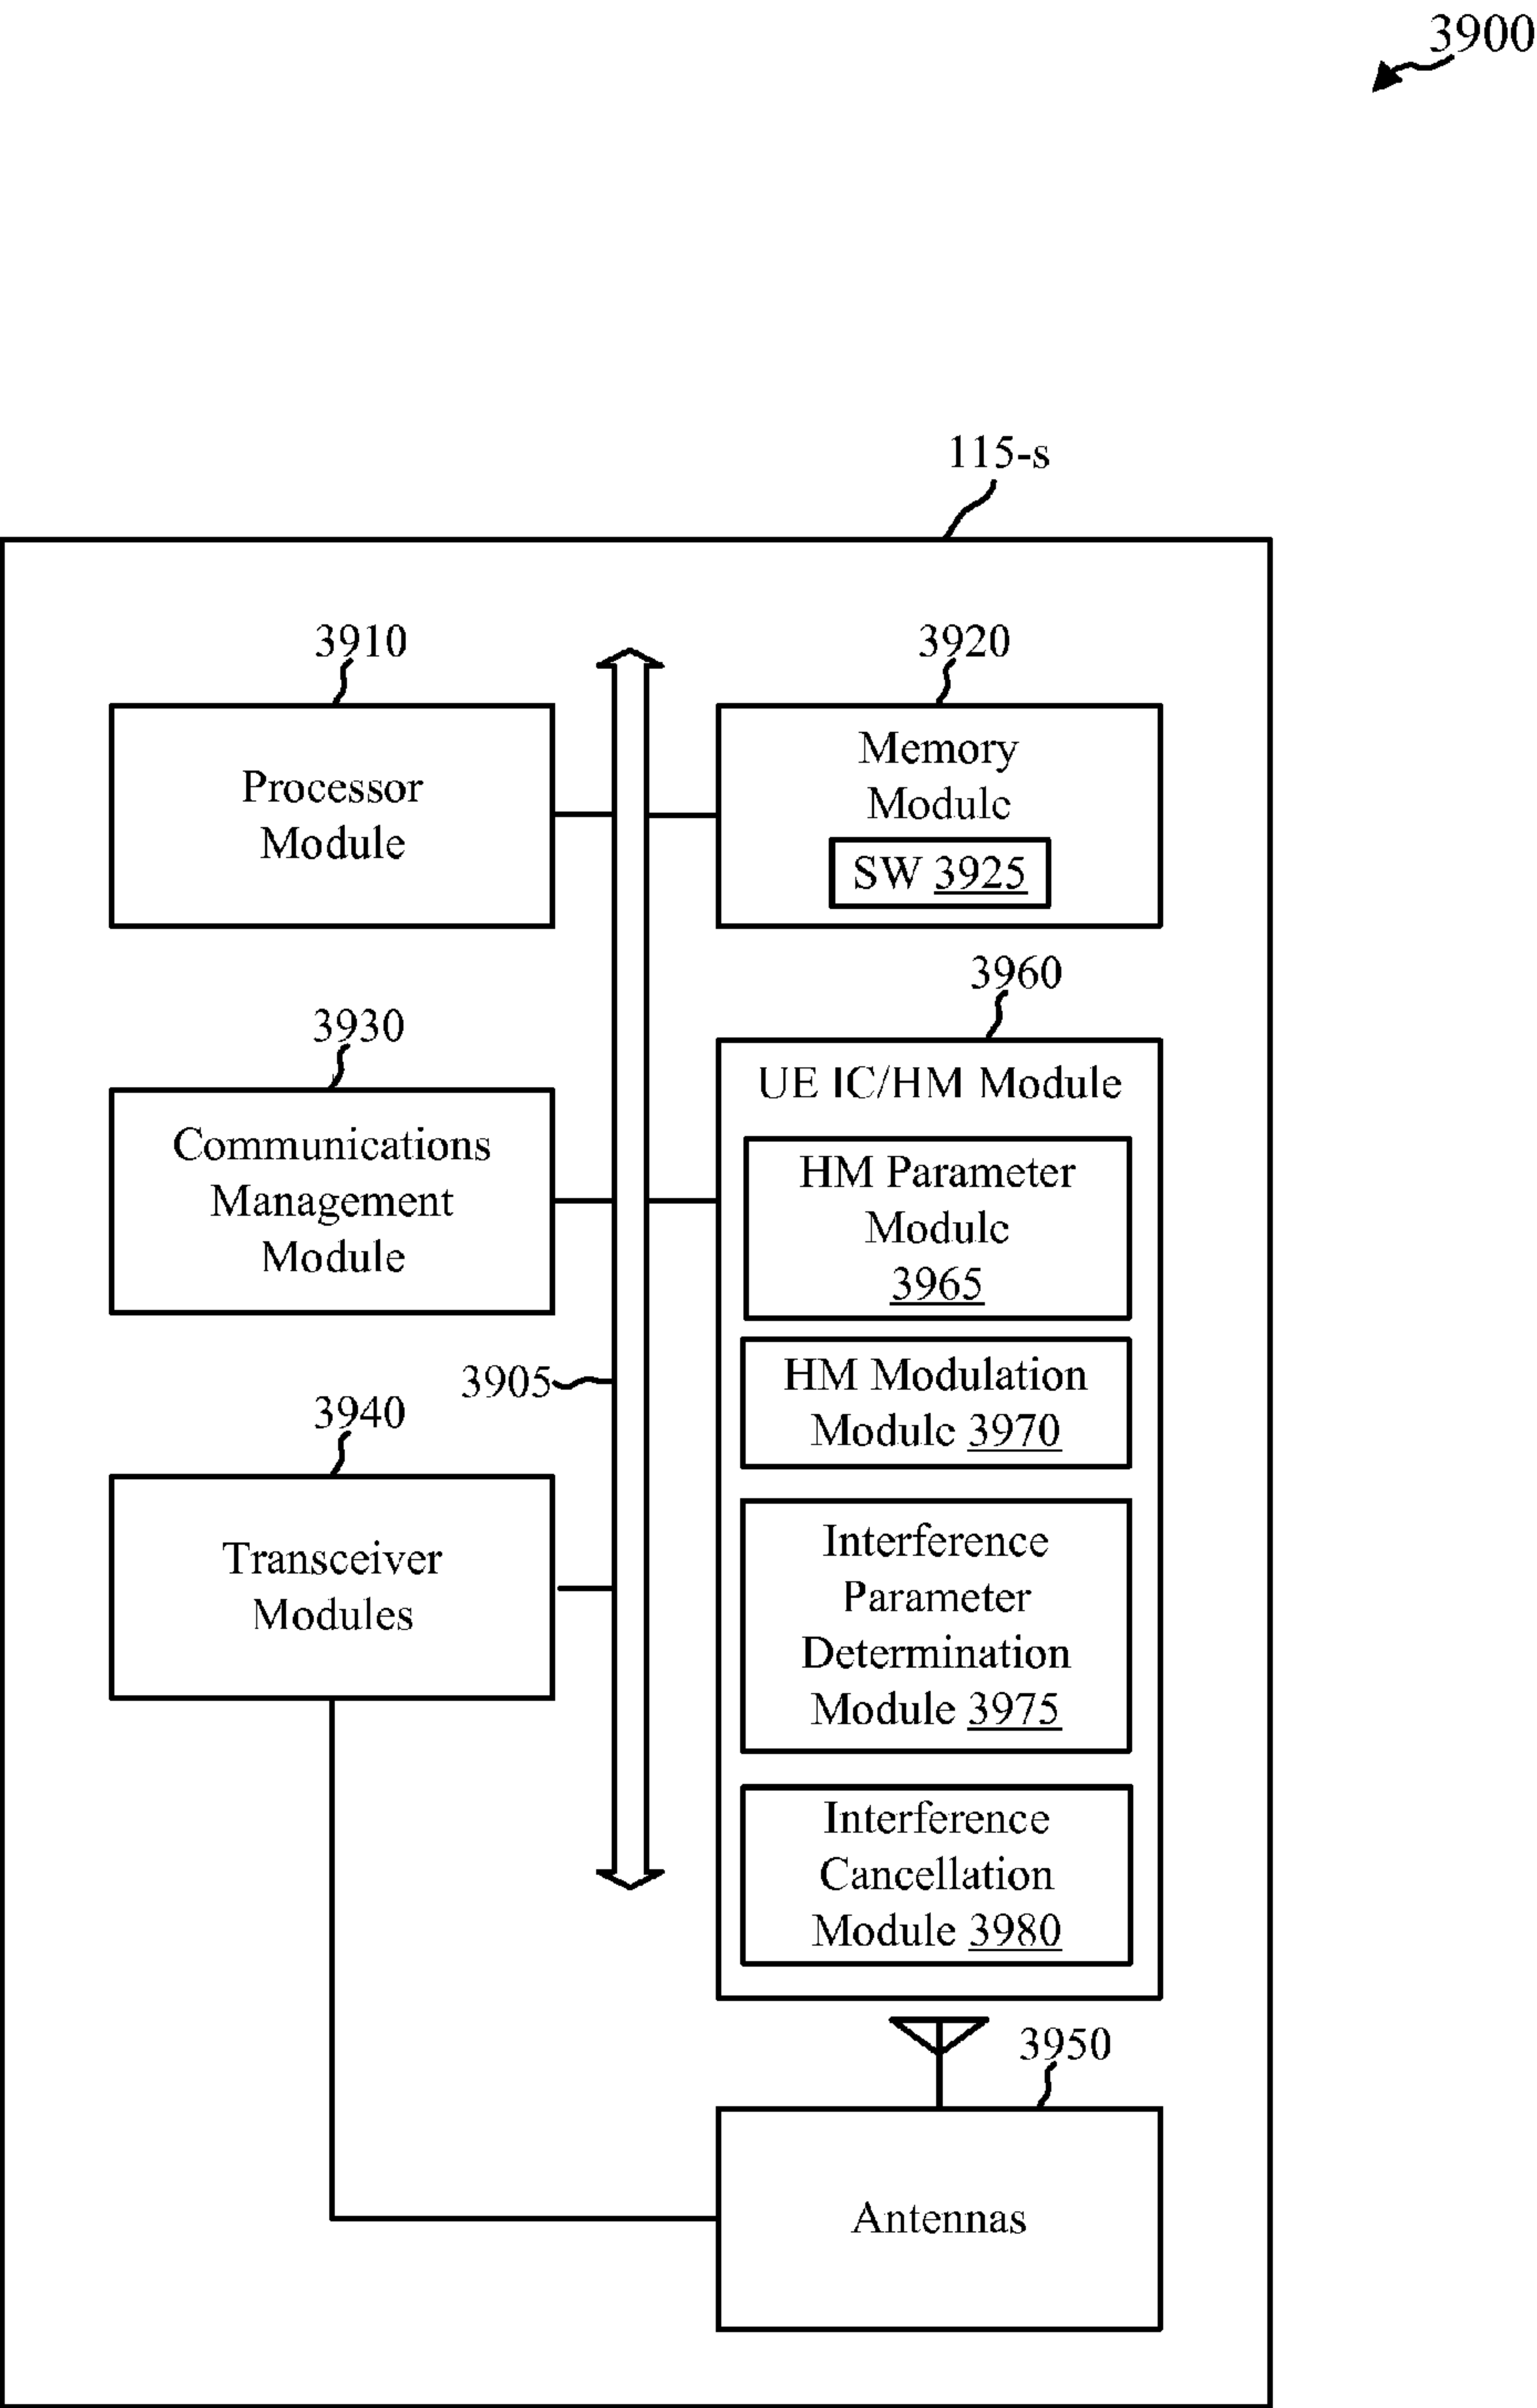 3900
115-s
3910
Processor
Module
3920
Memory
Module
SW 3925
3930
Communications
Management
Module
3960
UE IC/HM Module
HM Parameter
Module
3965
HM Modulation
Module 3970
Interference
Parameter
Determination
Module 3975
Interference
Cancellation
Module 3980
3905
3940
Transceiver
Modules
3950
Antennas